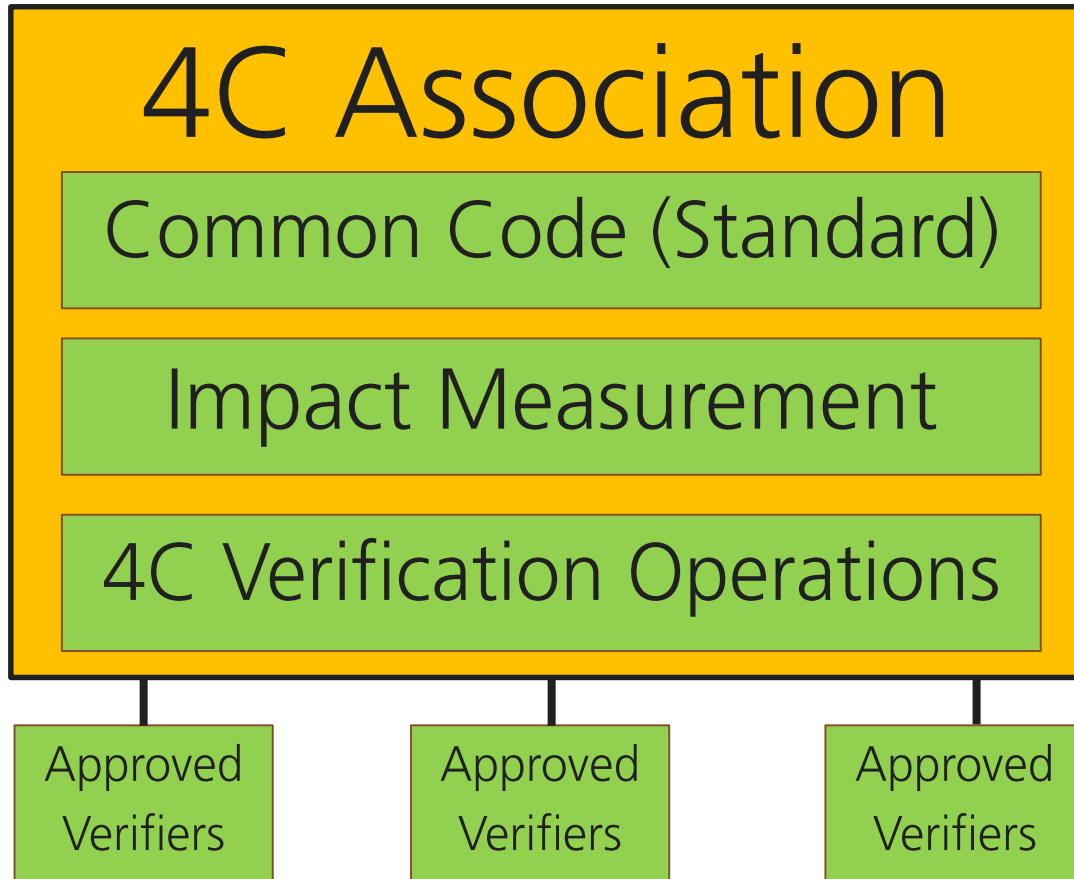 4C Association
Common Code (Standard)
Impact Measurement
4C Verification Operations
Approved
Verifiers
Approved
Verifiers
Approved
Verifiers